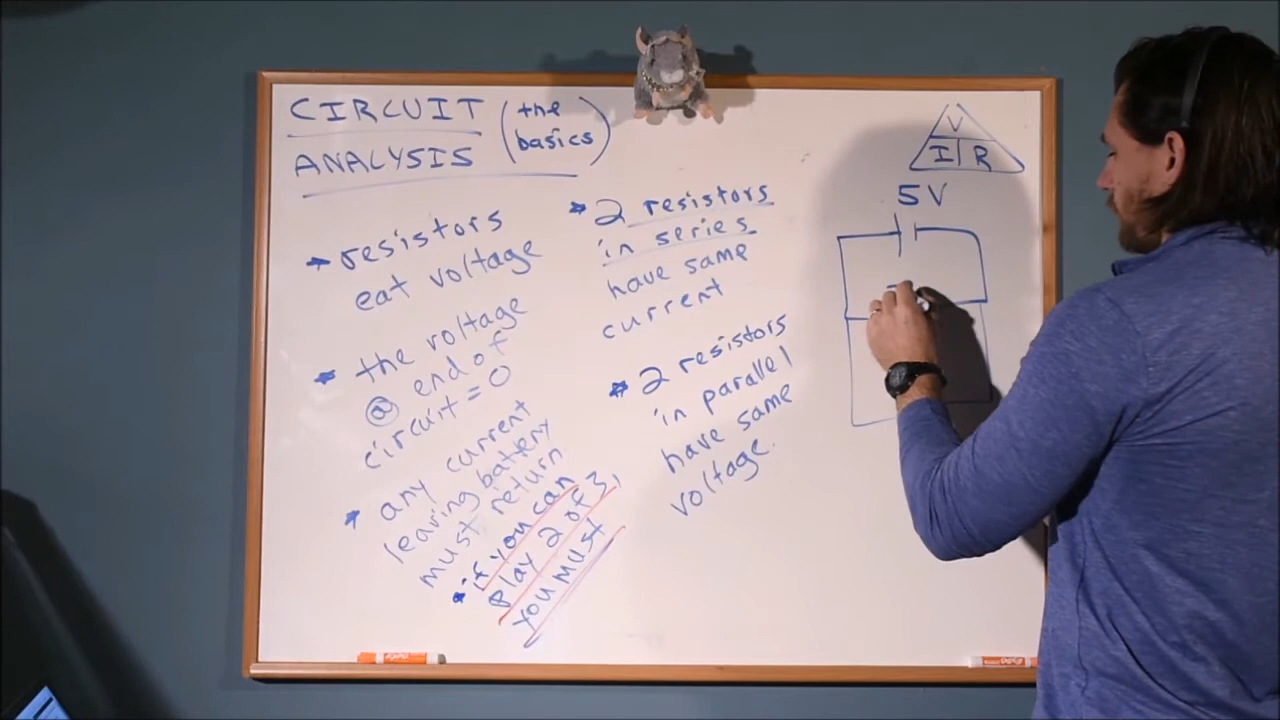 CIRCUIT
ANALYSIS
(the
basics)
resistors
eat voltage
the voltage
@ end of
circuit = 0
any current
leaving battery
must return
if you can
play 2 of 3,
you must
2 resistors
in series
have same
current
2 resistors
in parallel
have same
voltage.
V
I R
5V